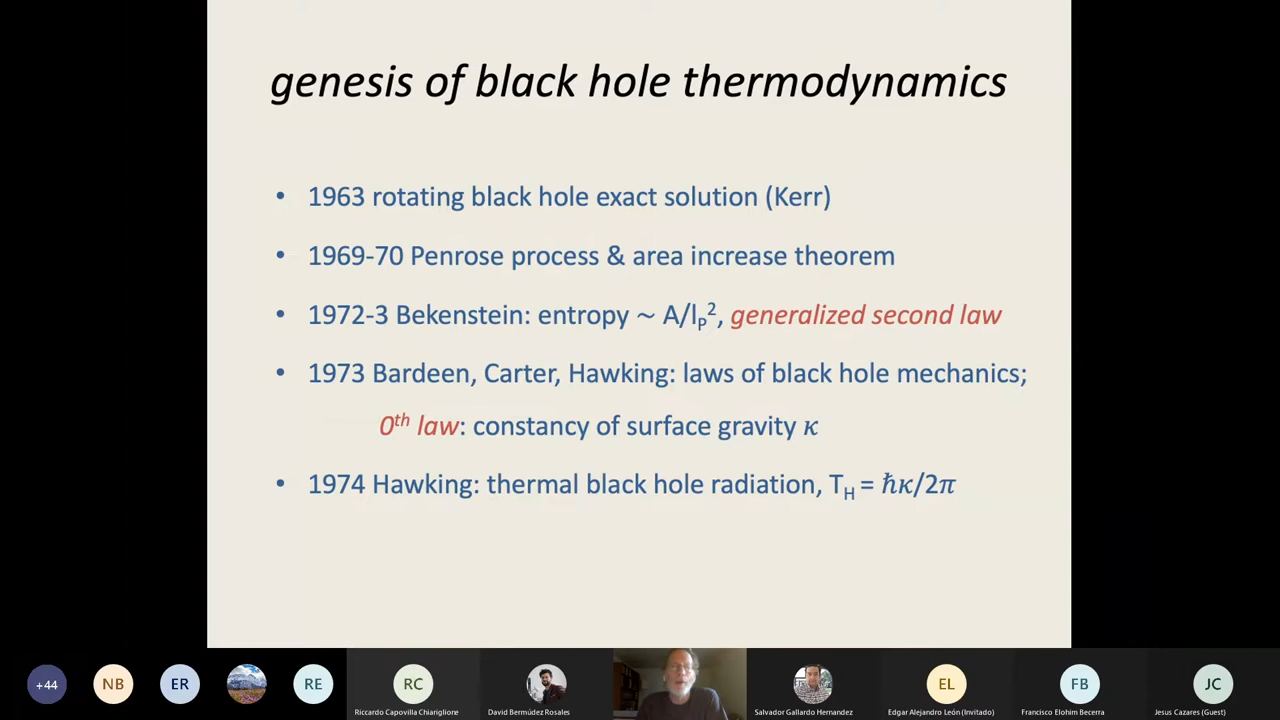 genesis of black hole thermodynamics
• 1963 rotating black hole exact solution (Kerr)
• 1969-70 Penrose process & area increase theorem
• 1972-3 Bekenstein: entropy ~ A/lₚ², generalized second law
• 1973 Bardeen, Carter, Hawking: laws of black hole mechanics;
0ᵗʰ law: constancy of surface gravity κ
• 1974 Hawking: thermal black hole radiation, T_H = ℏκ/2π
+44 NB ER RE RC EL FB JC
Riccardo Capovilla Chiariglione David Bermúdez Rosales Salvador Gallardo Hernandez Edgar Alejandro León (Invitado) Francisco Elohim Becerra Jesus Cazares (Guest)